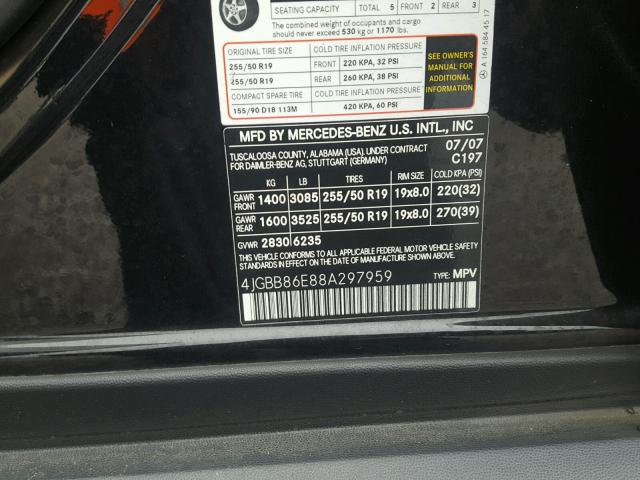 SEATING CAPACITY TOTAL 5 FRONT 2 REAR 3
The combined weight of occupants and cargo
should never exceed 530 kg or 1170 lbs.
ORIGINAL TIRE SIZE COLD TIRE INFLATION PRESSURE
255/50 R19 FRONT 220 KPA, 32 PSI
255/50 R19 REAR 260 KPA, 38 PSI
COMPACT SPARE TIRE COLD TIRE INFLATION PRESSURE
155/90 D18 113M 420 KPA, 60 PSI
SEE OWNER'S
MANUAL FOR
ADDITIONAL
INFORMATION
A 164 584 45 17
MFD BY MERCEDES-BENZ U.S. INTL., INC
TUSCALOOSA COUNTY, ALABAMA (USA), UNDER CONTRACT 07/07
FOR DAIMLER-BENZ AG, STUTTGART (GERMANY) C197
KG LB TIRES RIM SIZE COLD KPA (PSI)
GAWR FRONT 1400 3085 255/50 R19 19x8.0 220(32)
GAWR REAR 1600 3525 255/50 R19 19x8.0 270(39)
GVWR 2830 6235
THIS VEHICLE CONFORMS TO ALL APPLICABLE FEDERAL MOTOR VEHICLE SAFETY
STANDARDS IN EFFECT ON THE DATE OF MANUFACTURE SHOWN ABOVE.
4JGBB86E88A297959 TYPE: MPV